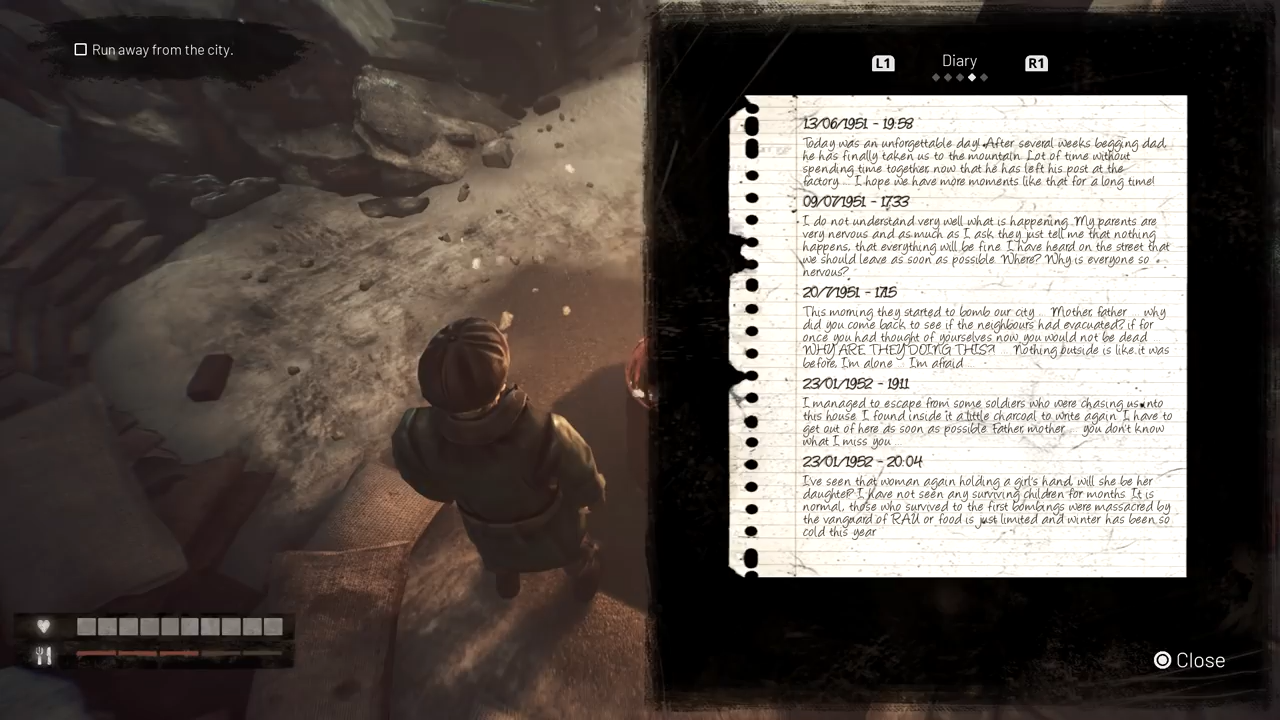 Run away from the city.
L1
Diary
R1
13/06/1951 - 19:58
Today was an unforgettable day! After several weeks begging dad,
he has finally taken us to the mountain. Lot of time without
spending time together now that he has left his post at the
factory... I hope we have more moments like that for a long time!
09/07/1951 - 17:33
I do not understand very well what is happening. My parents are
very nervous and as much as I ask they just tell me that nothing
happens, that everything will be fine. I have heard on the street that
we should leave as soon as possible. Where? Why is everyone so
nervous?
20/7/1951 - 17:15
This morning they started to bomb our city ... Mother, father ... why
did you come back to see if the neighbours had evacuated? if for
once you had thought of yourselves now you would not be dead ...
WHY ARE THEY DOING THIS? ... Nothing outside is like it was
before, I'm alone ... I'm afraid ...
23/01/1952 - 19:11
I managed to escape from some soldiers who were chasing us into
this house. I found inside it a little charcoal to write again. I have to
get out of here as soon as possible. Father, mother ... you don't know
what I miss you ...
23/01/1952 - 20:04
I've seen that woman again holding a girl's hand, will she be her
daughter? I have not seen any surviving children for months. It is
normal, those who survived to the first bombings were massacred by
the vanguard of RAU or food is just limited and winter has been so
cold this year
Close